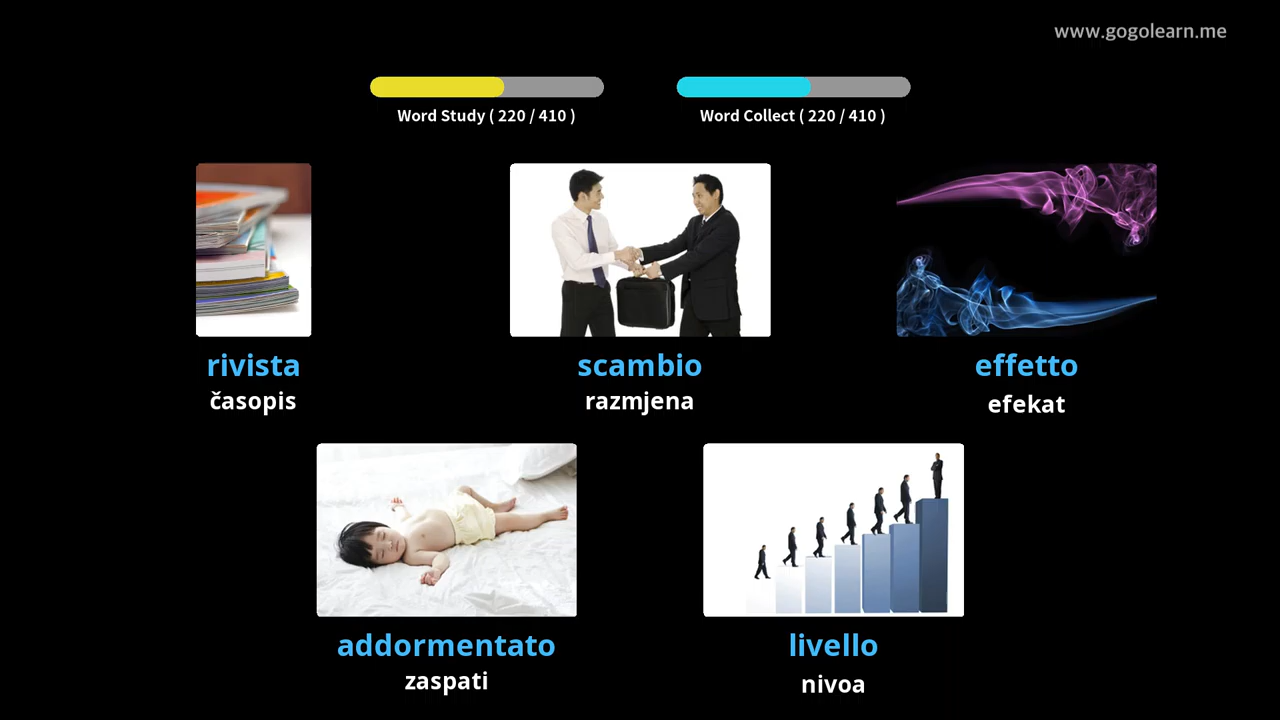 www.gogolearn.me
Word Study ( 220 / 410 )
Word Collect ( 220 / 410 )
rivista
časopis
scambio
razmjena
effetto
efekat
addormentato
zaspati
livello
nivoa